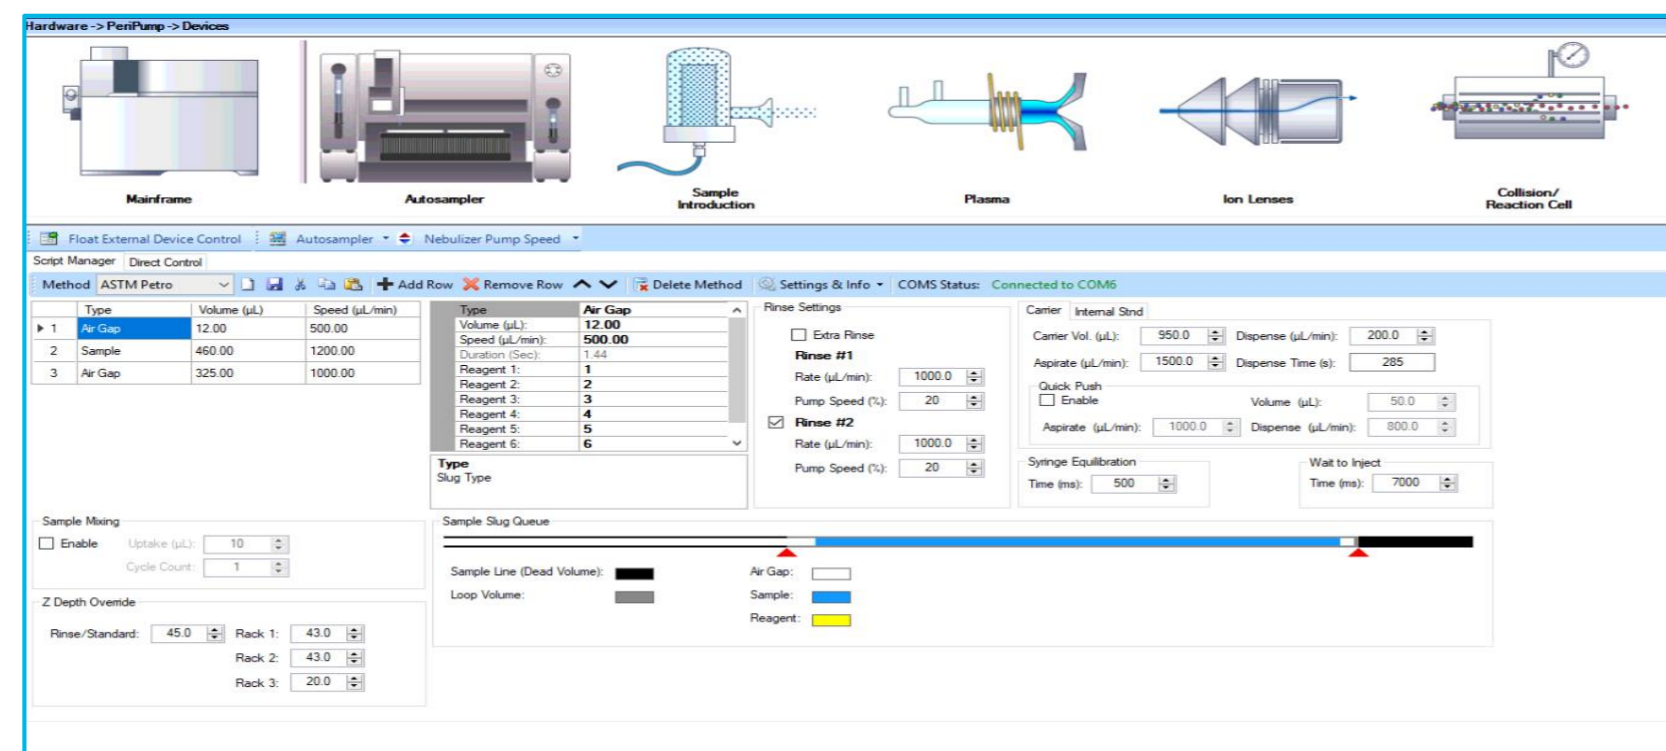 Hardware -> PeriPump -> Devices
Mainframe
Autosampler
Sample
Introduction
Plasma
Ion Lenses
Collision/
Reaction Cell
Float External Device Control Autosampler Nebulizer Pump Speed
Script Manager Direct Control
Method ASTM Petro Add Row Remove Row Delete Method Settings & Info COMS Status: Connected to COM6
Type Volume (µL) Speed (µL/min)
1 Air Gap 12.00 500.00
2 Sample 460.00 1200.00
3 Air Gap 325.00 1000.00
Type Air Gap
Volume (µL): 12.00
Speed (µL/min): 500.00
Duration (Sec): 1.44
Reagent 1: 1
Reagent 2: 2
Reagent 3: 3
Reagent 4: 4
Reagent 5: 5
Reagent 6: 6
Type
Slug Type
Rinse Settings
Extra Rinse
Rinse #1
Rate (µL/min): 1000.0
Pump Speed (%): 20
Rinse #2
Rate (µL/min): 1000.0
Pump Speed (%): 20
Carrier Internal Stnd
Carrier Vol. (µL): 950.0 Dispense (µL/min): 200.0
Aspirate (µL/min): 1500.0 Dispense Time (s): 285
Quick Push
Enable Volume (µL): 50.0
Aspirate (µL/min): 1000.0 Dispense (µL/min): 800.0
Syringe Equilibration
Time (ms): 500
Wait to Inject
Time (ms): 7000
Sample Mixing
Enable Uptake (µL): 10
Cycle Count: 1
Z Depth Override
Rinse/Standard: 45.0 Rack 1: 43.0
Rack 2: 43.0
Rack 3: 20.0
Sample Slug Queue
Sample Line (Dead Volume): Air Gap:
Loop Volume: Sample:
Reagent: